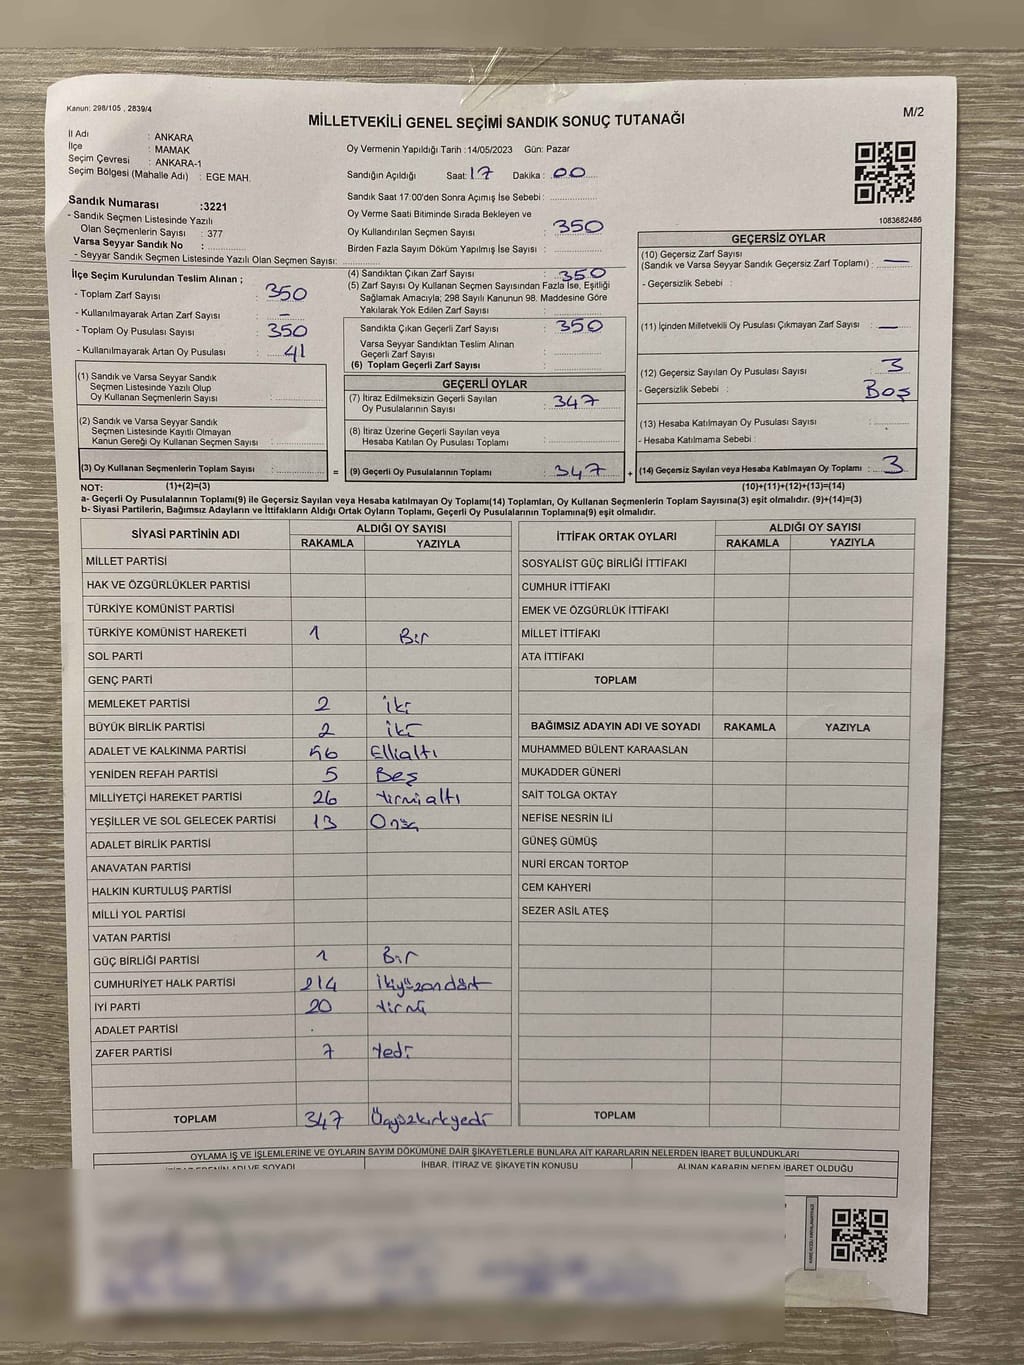 Kanun: 298/105 , 2839/4
M/2
MİLLETVEKİLİ GENEL SEÇİMİ SANDIK SONUÇ TUTANAĞI
İl Adı : ANKARA
İlçe : MAMAK
Seçim Çevresi : ANKARA-1
Seçim Bölgesi (Mahalle Adı) : EGE MAH.
Sandık Numarası :3221
- Sandık Seçmen Listesinde Yazılı
Olan Seçmenlerin Sayısı : 377
Varsa Seyyar Sandık No :
- Seyyar Sandık Seçmen Listesinde Yazılı Olan Seçmen Sayısı:
Oy Vermenin Yapıldığı Tarih :14/05/2023 Gün: Pazar
Sandığın Açıldığı Saat: 17 Dakika : 00
Sandık Saat 17:00'den Sonra Açımış İse Sebebi :
Oy Verme Saati Bitiminde Sırada Bekleyen ve
Oy Kullandırılan Seçmen Sayısı : 350
Birden Fazla Sayım Döküm Yapılmış İse Sayısı :
1083682486
İlçe Seçim Kurulundan Teslim Alınan ;
- Toplam Zarf Sayısı : 350
- Kullanılmayarak Artan Zarf Sayısı : -
- Toplam Oy Pusulası Sayısı : 350
- Kullanılmayarak Artan Oy Pusulası : 41
(1) Sandık ve Varsa Seyyar Sandık
Seçmen Listesinde Yazılı Olup
Oy Kullanan Seçmenlerin Sayısı :
(2) Sandık ve Varsa Seyyar Sandık
Seçmen Listesinde Kayıtlı Olmayan
Kanun Gereği Oy Kullanan Seçmen Sayısı :
(3) Oy Kullanan Seçmenlerin Toplam Sayısı :
(4) Sandıktan Çıkan Zarf Sayısı : 350
(5) Zarf Sayısı Oy Kullanan Seçmen Sayısından Fazla İse, Eşitliği
Sağlamak Amacıyla; 298 Sayılı Kanunun 98. Maddesine Göre
Yakılarak Yok Edilen Zarf Sayısı :
Sandıkta Çıkan Geçerli Zarf Sayısı : 350
Varsa Seyyar Sandıktan Teslim Alınan
Geçerli Zarf Sayısı :
(6) Toplam Geçerli Zarf Sayısı :
GEÇERLİ OYLAR
(7) İtiraz Edilmeksizin Geçerli Sayılan
Oy Pusulalarının Sayısı : 347
(8) İtiraz Üzerine Geçerli Sayılan veya
Hesaba Katılan Oy Pusulası Toplamı :
= (9) Geçerli Oy Pusulalarının Toplamı : 347
GEÇERSİZ OYLAR
(10) Geçersiz Zarf Sayısı
(Sandık ve Varsa Seyyar Sandık Geçersiz Zarf Toplamı) : —
- Geçersizlik Sebebi :
(11) İçinden Milletvekili Oy Pusulası Çıkmayan Zarf Sayısı : —
(12) Geçersiz Sayılan Oy Pusulası Sayısı : 3
- Geçersizlik Sebebi : Boş
(13) Hesaba Katılmayan Oy Pusulası Sayısı :
- Hesaba Katılmama Sebebi :
+ (14) Geçersiz Sayılan veya Hesaba Katılmayan Oy Toplamı : 3
NOT: (1)+(2)=(3)
(10)+(11)+(12)+(13)=(14)
a- Geçerli Oy Pusulalarının Toplamı(9) ile Geçersiz Sayılan veya Hesaba katılmayan Oy Toplamı(14) Toplamları, Oy Kullanan Seçmenlerin Toplam Sayısına(3) eşit olmalıdır. (9)+(14)=(3)
b- Siyasi Partilerin, Bağımsız Adayların ve İttifakların Aldığı Ortak Oyların Toplamı, Geçerli Oy Pusulalarının Toplamına(9) eşit olmalıdır.
SİYASİ PARTİNİN ADI ALDIĞI OY SAYISI
RAKAMLA YAZIYLA
MİLLET PARTİSİ
HAK VE ÖZGÜRLÜKLER PARTİSİ
TÜRKİYE KOMÜNİST PARTİSİ
TÜRKİYE KOMÜNİST HAREKETİ 1 Bir
SOL PARTİ
GENÇ PARTİ
MEMLEKET PARTİSİ 2 iki
BÜYÜK BİRLİK PARTİSİ 2 iki
ADALET VE KALKINMA PARTİSİ 56 Ellialtı
YENİDEN REFAH PARTİSİ 5 Beş
MİLLİYETÇİ HAREKET PARTİSİ 26 Yirmialtı
YEŞİLLER VE SOL GELECEK PARTİSİ 13 Onüç
ADALET BİRLİK PARTİSİ
ANAVATAN PARTİSİ
HALKIN KURTULUŞ PARTİSİ
MİLLİ YOL PARTİSİ
VATAN PARTİSİ
GÜÇ BİRLİĞİ PARTİSİ 1 Bir
CUMHURİYET HALK PARTİSİ 214 İkiyüzondört
İYİ PARTİ 20 Yirmi
ADALET PARTİSİ
ZAFER PARTİSİ 7 Yedi
TOPLAM 347 Üçyüzkırkyedi
İTTİFAK ORTAK OYLARI ALDIĞI OY SAYISI
RAKAMLA YAZIYLA
SOSYALİST GÜÇ BİRLİĞİ İTTİFAKI
CUMHUR İTTİFAKI
EMEK VE ÖZGÜRLÜK İTTİFAKI
MİLLET İTTİFAKI
ATA İTTİFAKI
TOPLAM
BAĞIMSIZ ADAYIN ADI VE SOYADI RAKAMLA YAZIYLA
MUHAMMED BÜLENT KARAASLAN
MUKADDER GÜNERİ
SAİT TOLGA OKTAY
NEFİSE NESRİN İLİ
GÜNEŞ GÜMÜŞ
NURİ ERCAN TORTOP
CEM KAHYERİ
SEZER ASİL ATEŞ
TOPLAM
OYLAMA İŞ VE İŞLEMLERİNE VE OYLARIN SAYIM DÖKÜMÜNE DAİR ŞİKAYETLERLE BUNLARA AİT KARARLARIN NELERDEN İBARET BULUNDUKLARI
ADI VE SOYADI İHBAR, İTİRAZ VE ŞİKAYETİN KONUSU ALINAN KARARIN NEDEN İBARET OLDUĞU